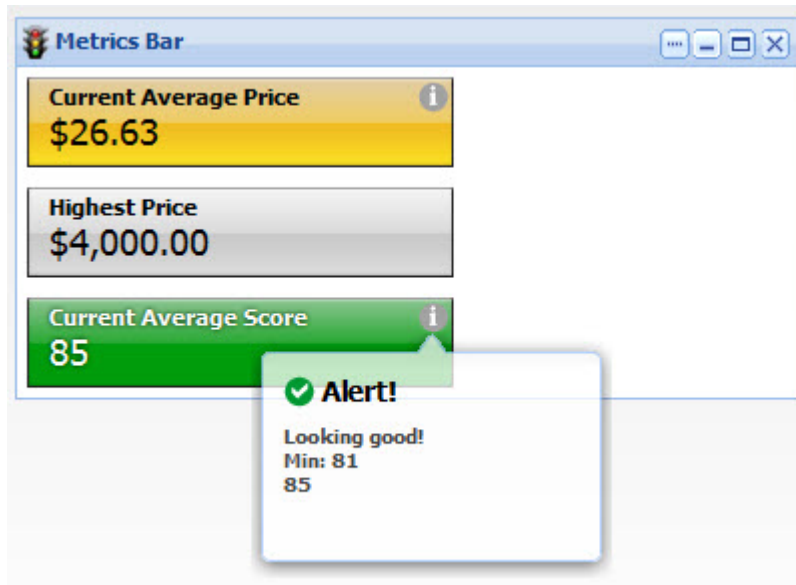 Metrics Bar
Current Average Price
$26.63
Highest Price
$4,000.00
Current Average Score
85
Alert!
Looking good!
Min: 81
85